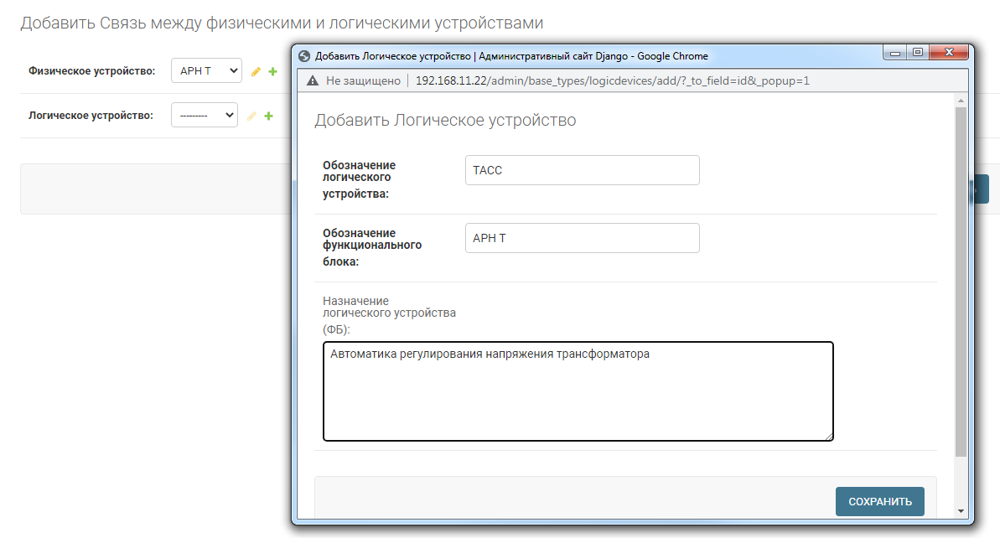 Добавить Связь между физическими и логическими устройствами
Физическое устройство:
АРН Т
Логическое устройство:
---------
Добавить Логическое устройство | Административный сайт Django - Google Chrome
Не защищено
192.168.11.22/admin/base_types/logicdevices/add/?_to_field=id&_popup=1
Добавить Логическое устройство
Обозначение
логического
устройства:
ТАСС
Обозначение
функционального
блока:
АРН Т
Назначение
логического устройства
(ФБ):
Автоматика регулирования напряжения трансформатора
СОХРАНИТЬ